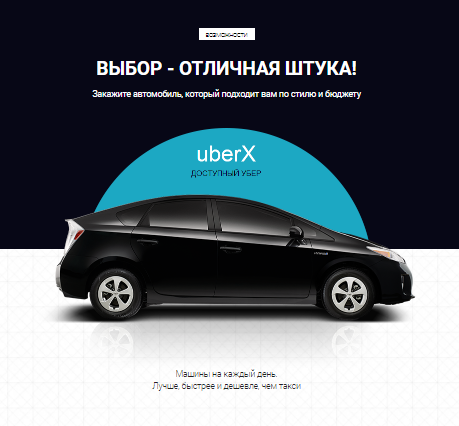 ВОЗМОЖНОСТИ
ВЫБОР - ОТЛИЧНАЯ ШТУКА!
Закажите автомобиль, который подходит вам по стилю и бюджету
uberX
ДОСТУПНЫЙ УБЕР
Машины на каждый день.
Лучше, быстрее и дешевле, чем такси